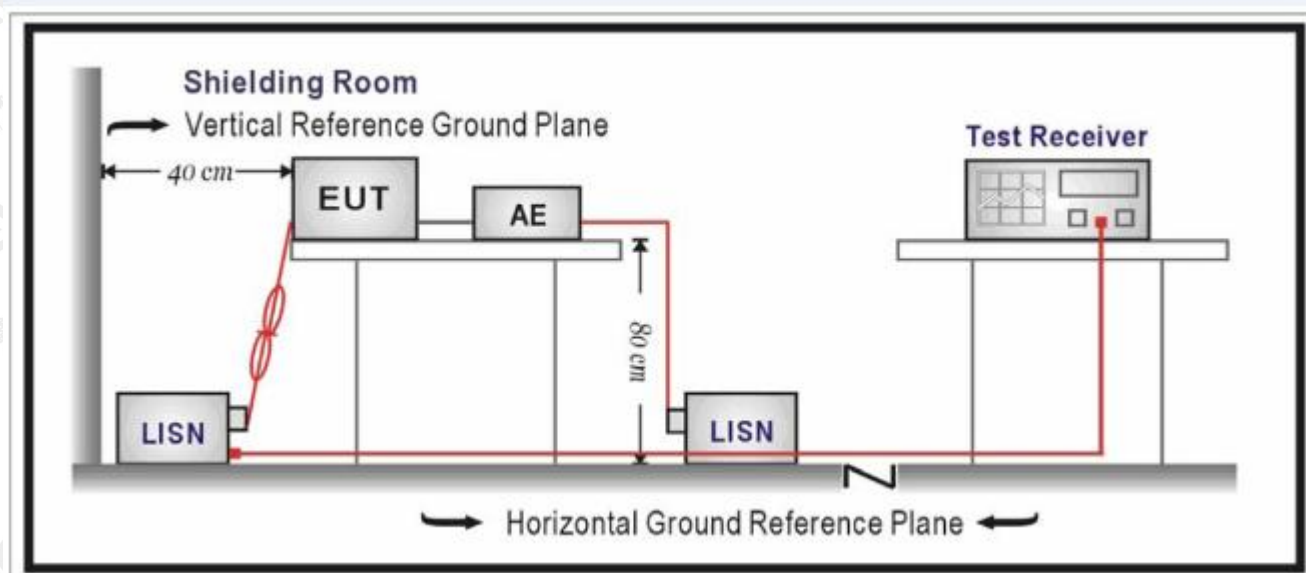 Shielding Room
Vertical Reference Ground Plane
Test Receiver
40 cm
EUT
AE
80 cm
LISN
LISN
Horizontal Ground Reference Plane